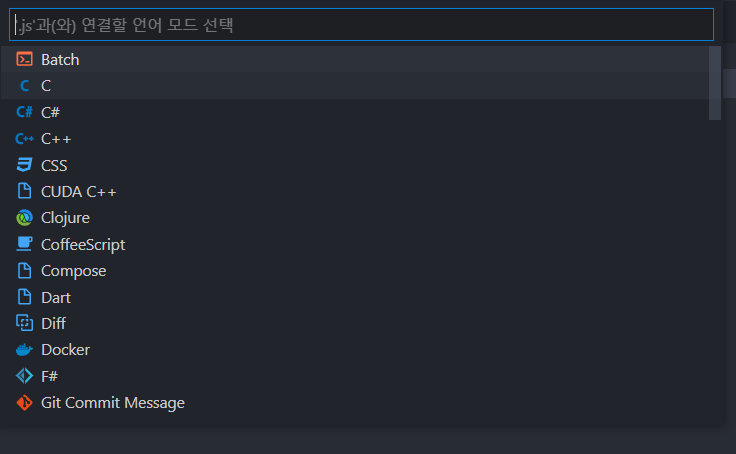 '.js'과(와) 연결할 언어 모드 선택
Batch
C
C#
C++
CSS
CUDA C++
Clojure
CoffeeScript
Compose
Dart
Diff
Docker
F#
Git Commit Message